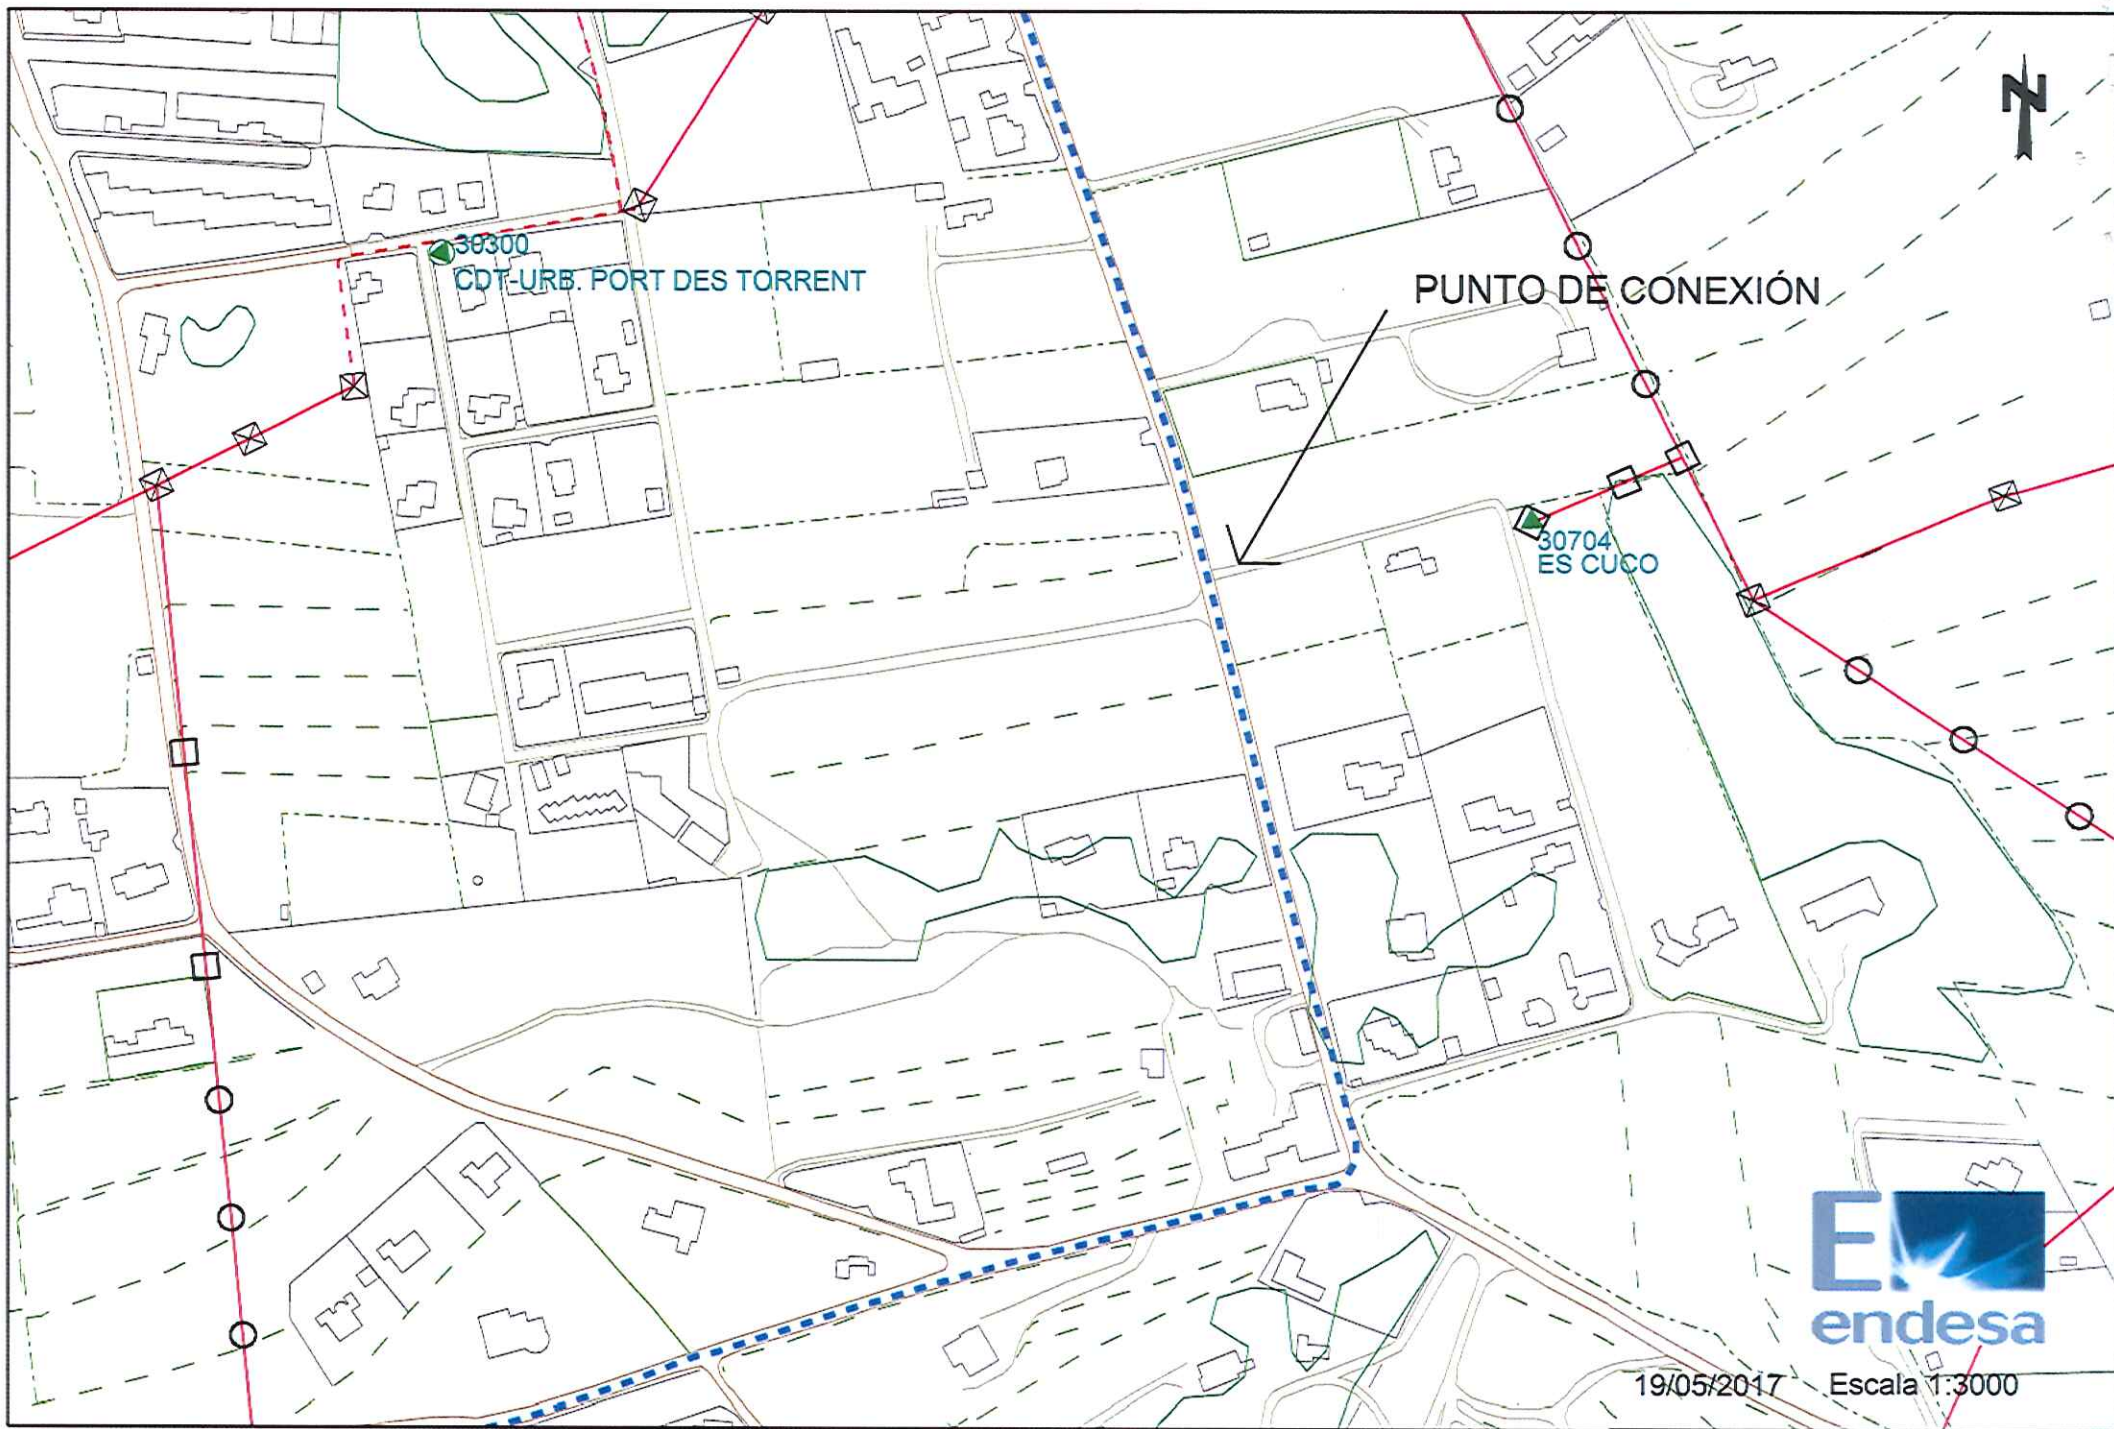 N
30300
CDT-URB. PORT DES TORRENT
PUNTO DE CONEXIÓN
30704
ES CUCO
E
endesa
19/05/2017 Escala 1:3000